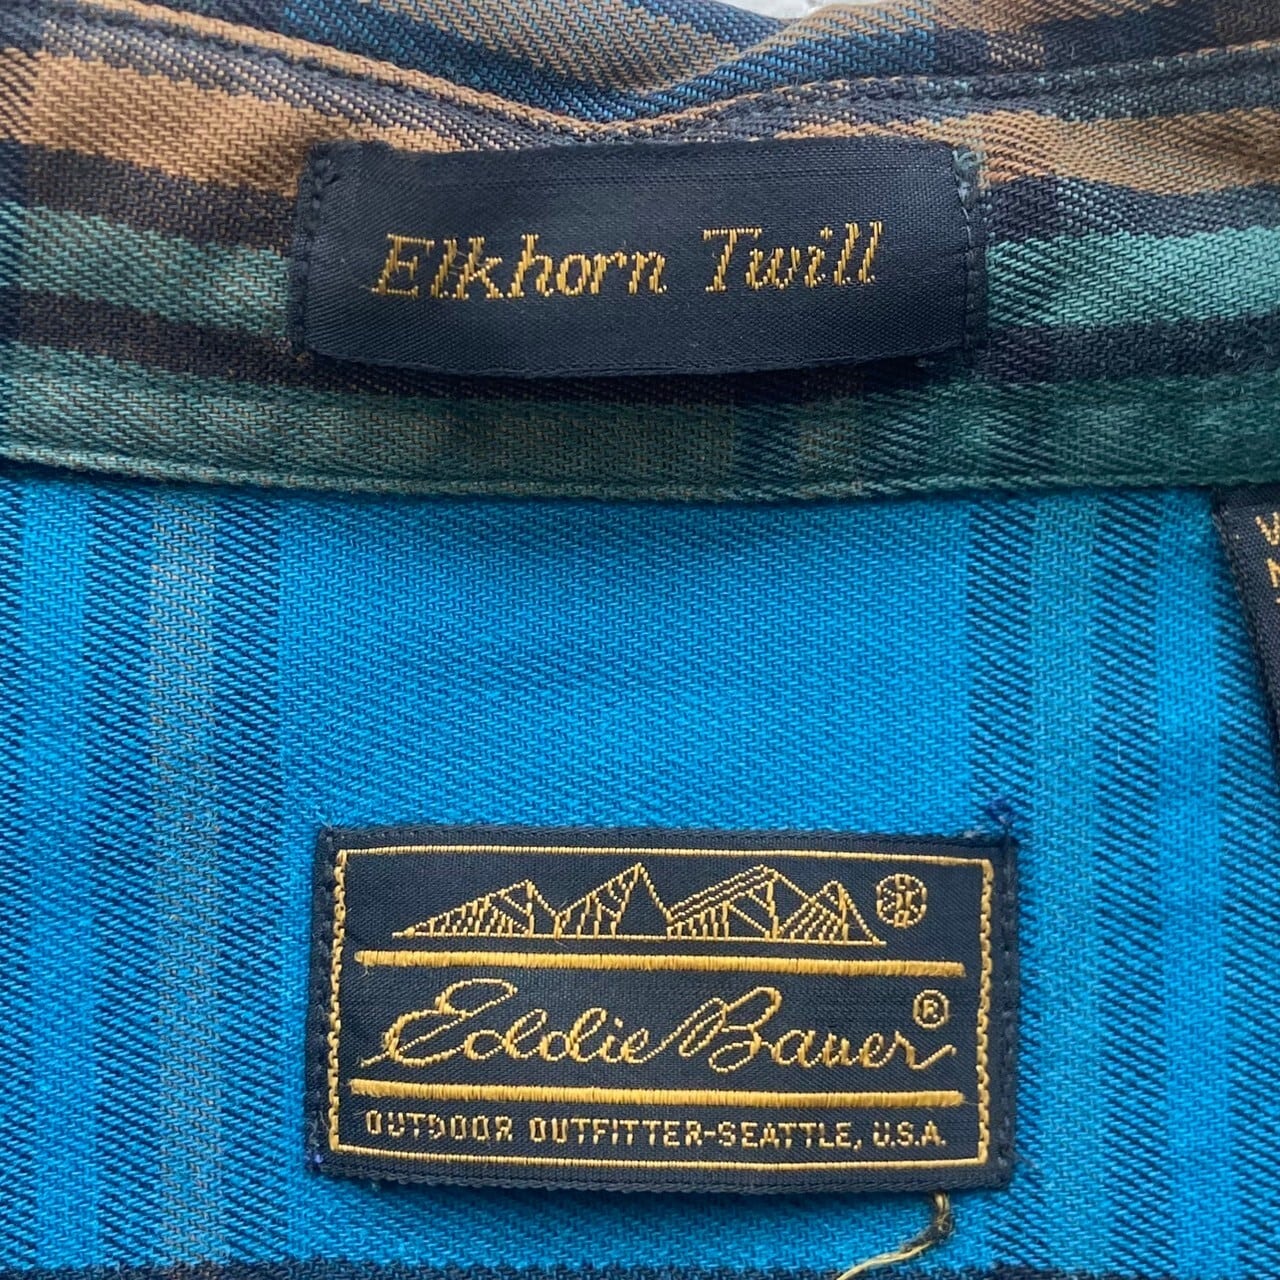 Elkhorn Twill
Eddie Bauer®
OUTDOOR OUTFITTER-SEATTLE, U.S.A.